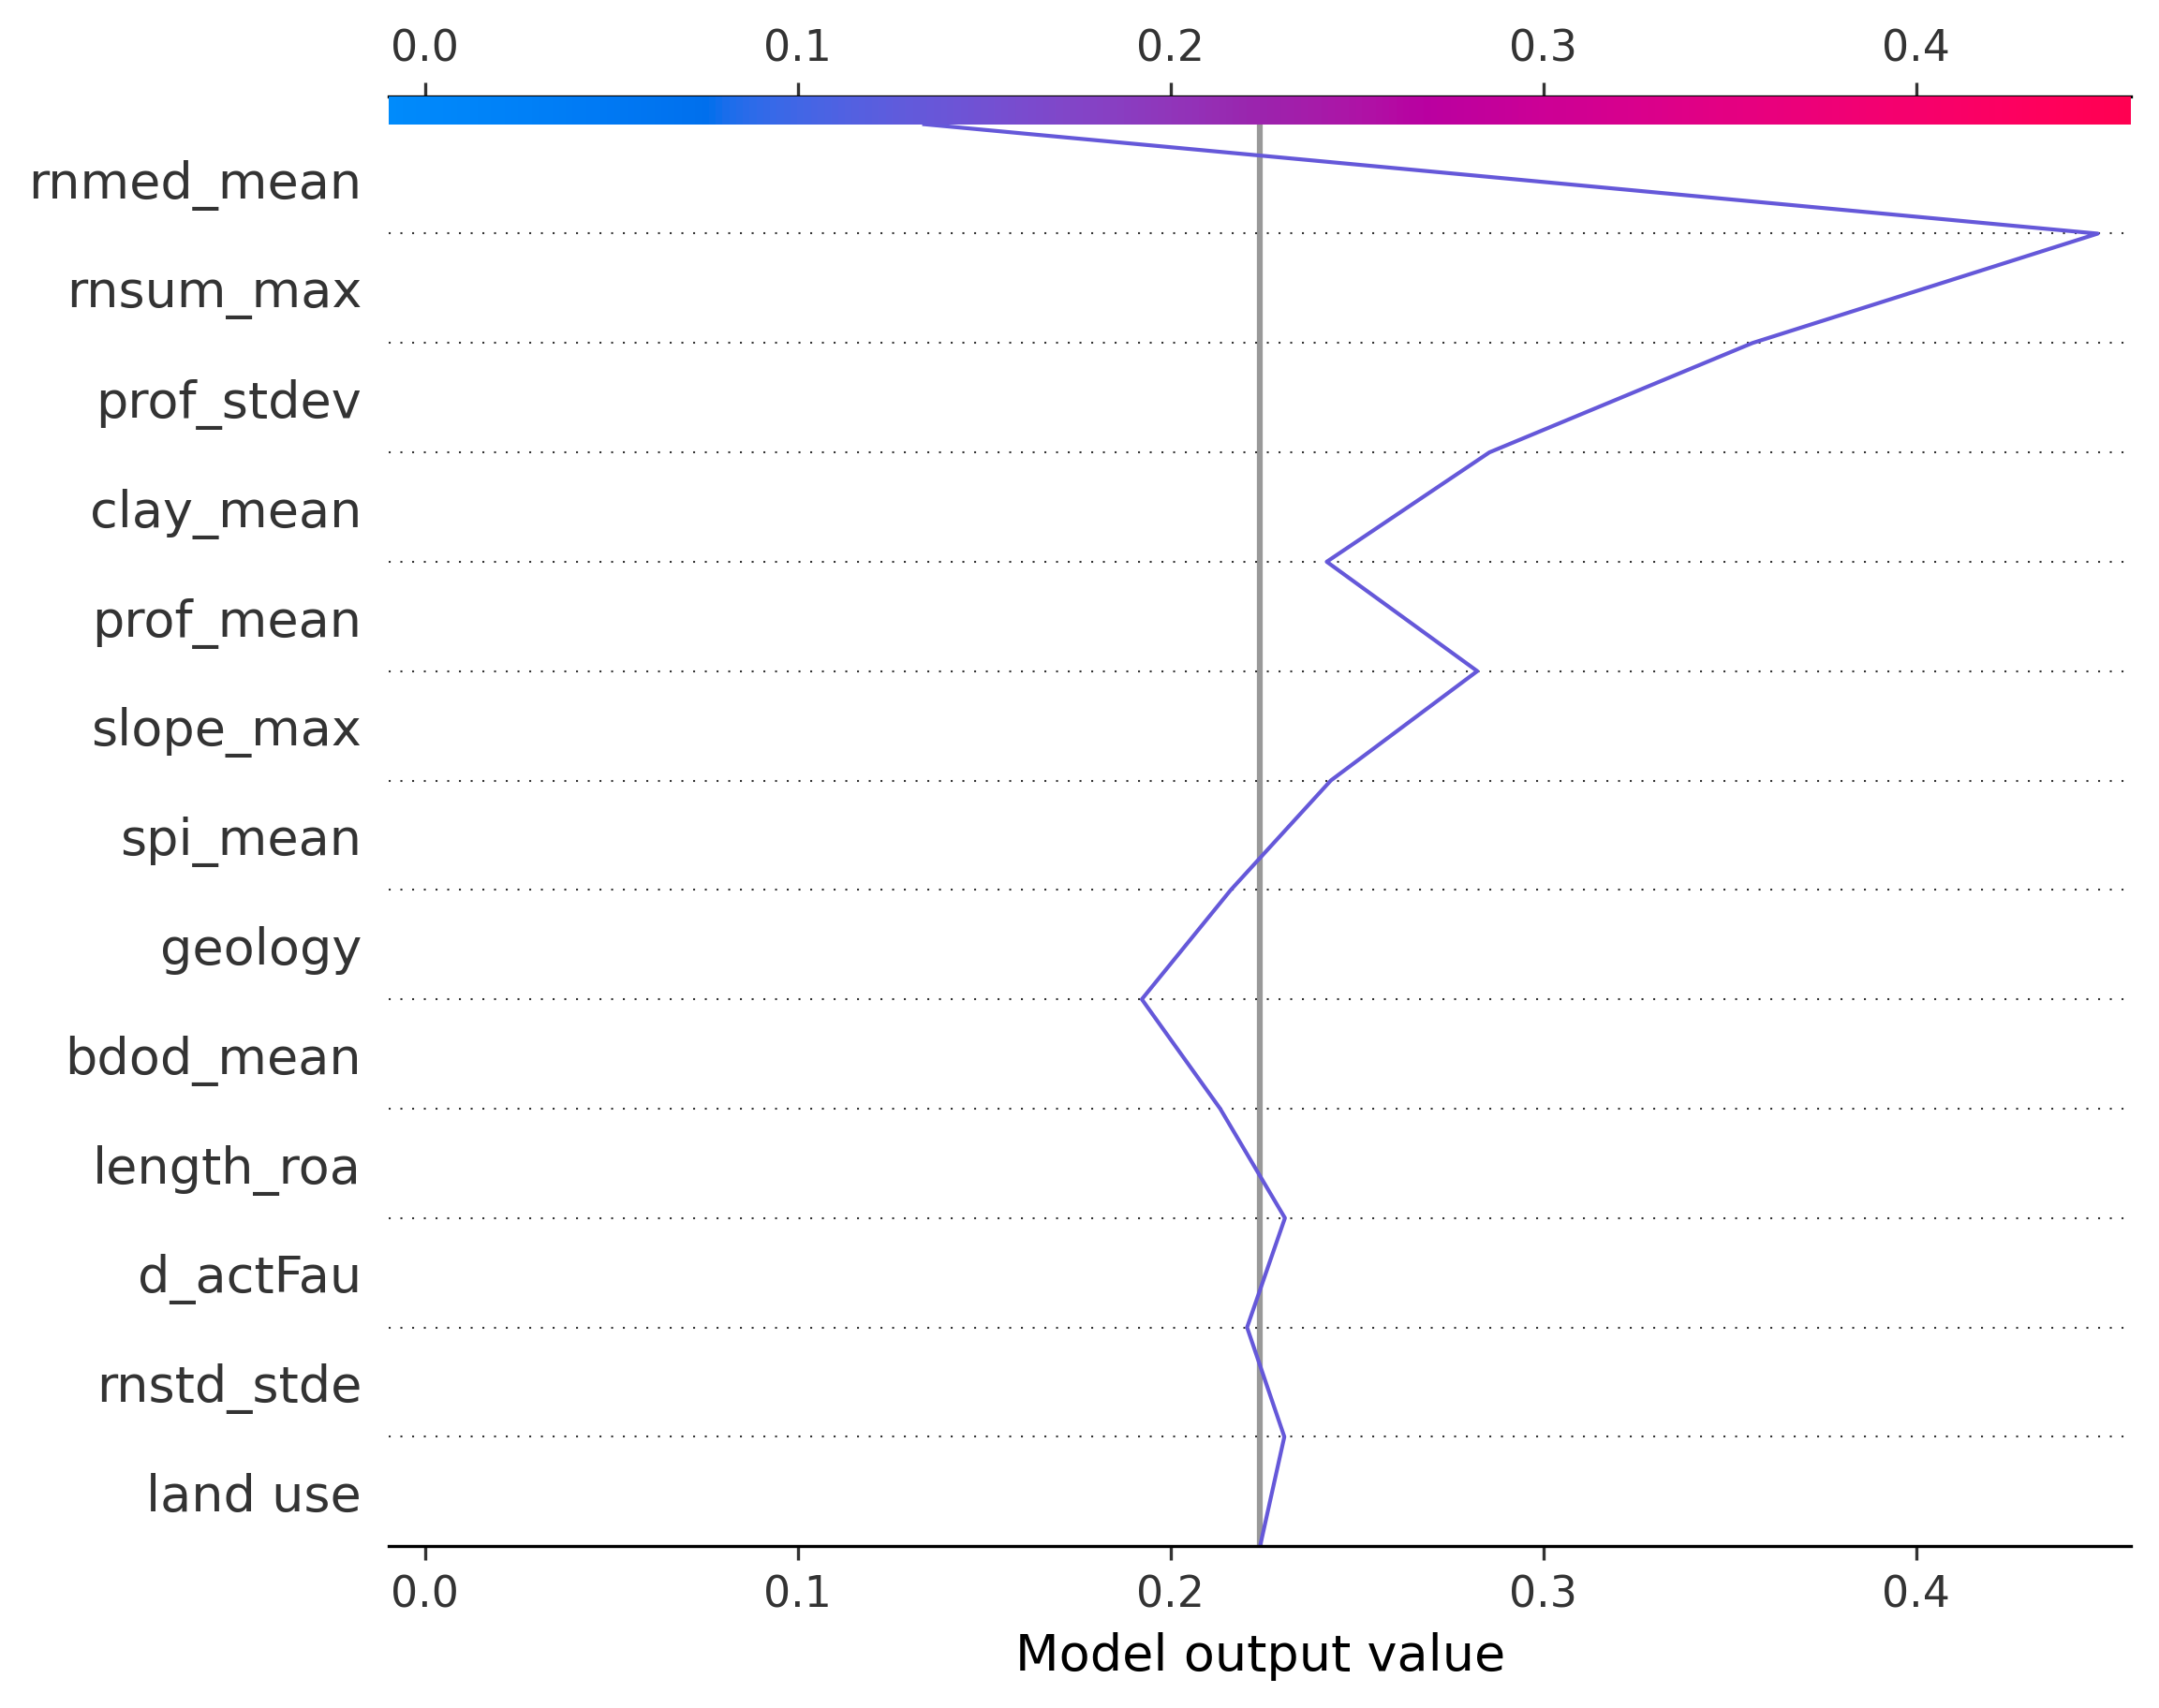 0.0 0.1 0.2 0.3 0.4
rnmed_mean
rnsum_max
prof_stdev
clay_mean
prof_mean
slope_max
spi_mean
geology
bdod_mean
length_roa
d_actFau
rnstd_stde
land use
0.0 0.1 0.2 0.3 0.4
Model output value